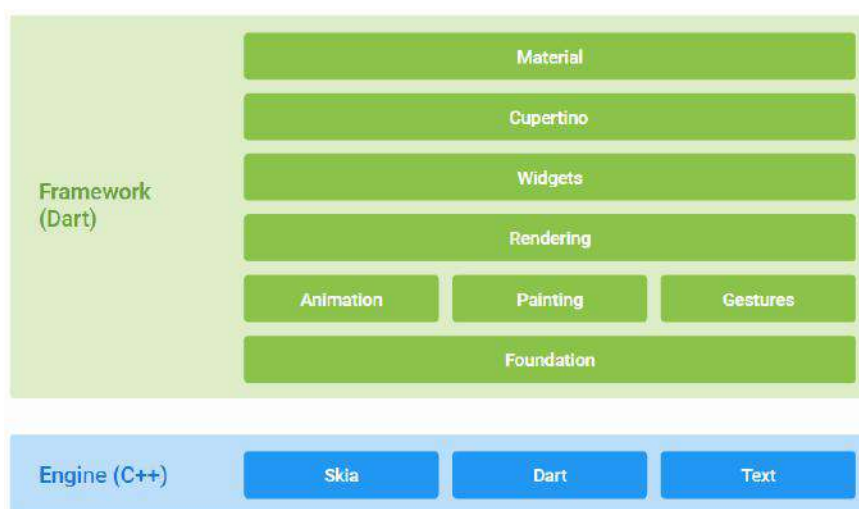 Material
Cupertino
Widgets
Framework
(Dart)
Rendering
Animation Painting Gestures
Foundation
Engine (C++) Skia Dart Text